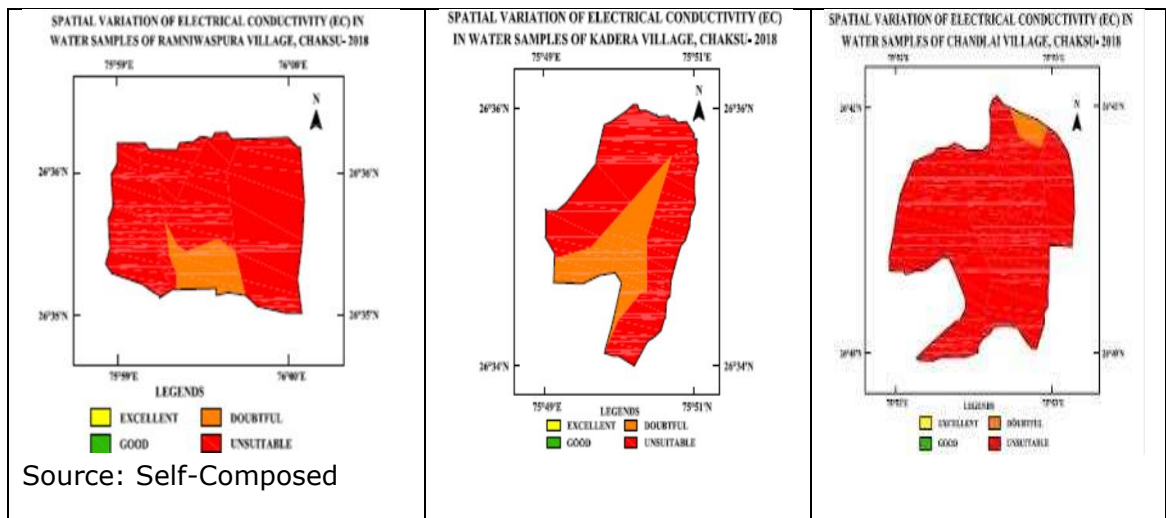 SPATIAL VARIATION OF ELECTRICAL CONDUCTIVITY (EC) IN
WATER SAMPLES OF RAMNIWASPURA VILLAGE, CHAKSU- 2018
75°59'E 76°00'E
N
26°36'N 26°36'N
26°35'N 26°35'N
75°59'E 76°00'E
LEGENDS
EXCELLENT DOUBTFUL
GOOD UNSUITABLE
Source: Self-Composed
SPATIAL VARIATION OF ELECTRICAL CONDUCTIVITY (EC)
IN WATER SAMPLES OF KADERA VILLAGE, CHAKSU- 2018
75°49'E 75°51'E
N
26°36'N 26°36'N
26°34'N 26°34'N
75°49'E 75°51'N
LEGENDS
EXCELLENT DOUBTFUL
GOOD UNSUITABLE
SPATIAL VARIATION OF ELECTRICAL CONDUCTIVITY (EC) IN
WATER SAMPLES OF CHANDLAI VILLAGE, CHAKSU- 2018
N
LEGENDS
EXCELLENT DOUBTFUL
GOOD UNSUITABLE